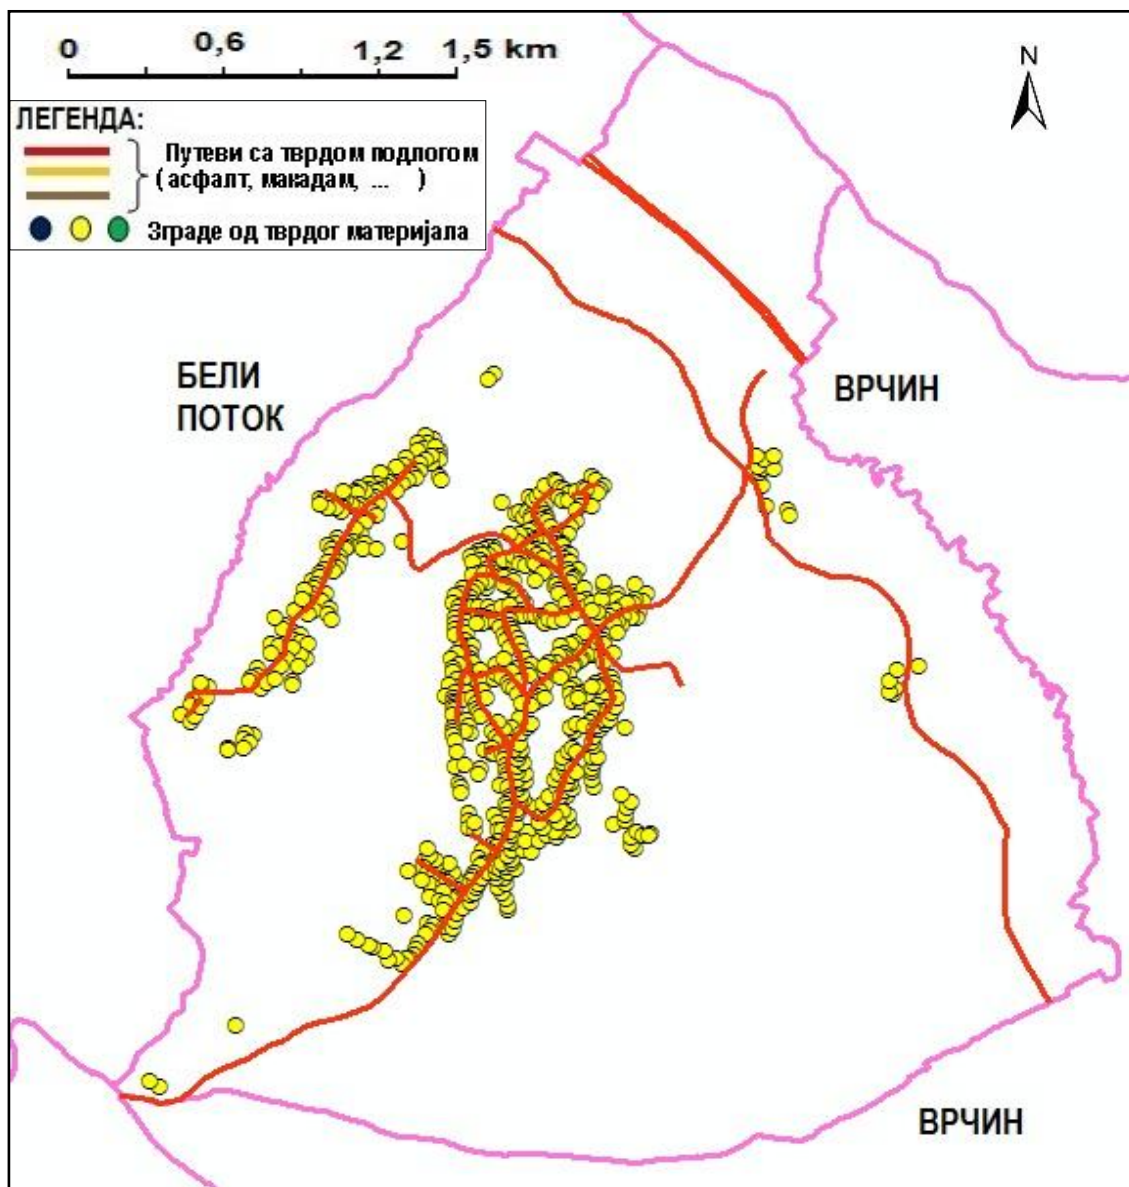 0 0,6 1,2 1,5 km
N
ЛЕГЕНДА:
Путеви са тврдом подлогом
(асфалт, макадам, ... )
Зграде од тврдог материјала
БЕЛИ
ПОТОК
ВРЧИН
ВРЧИН